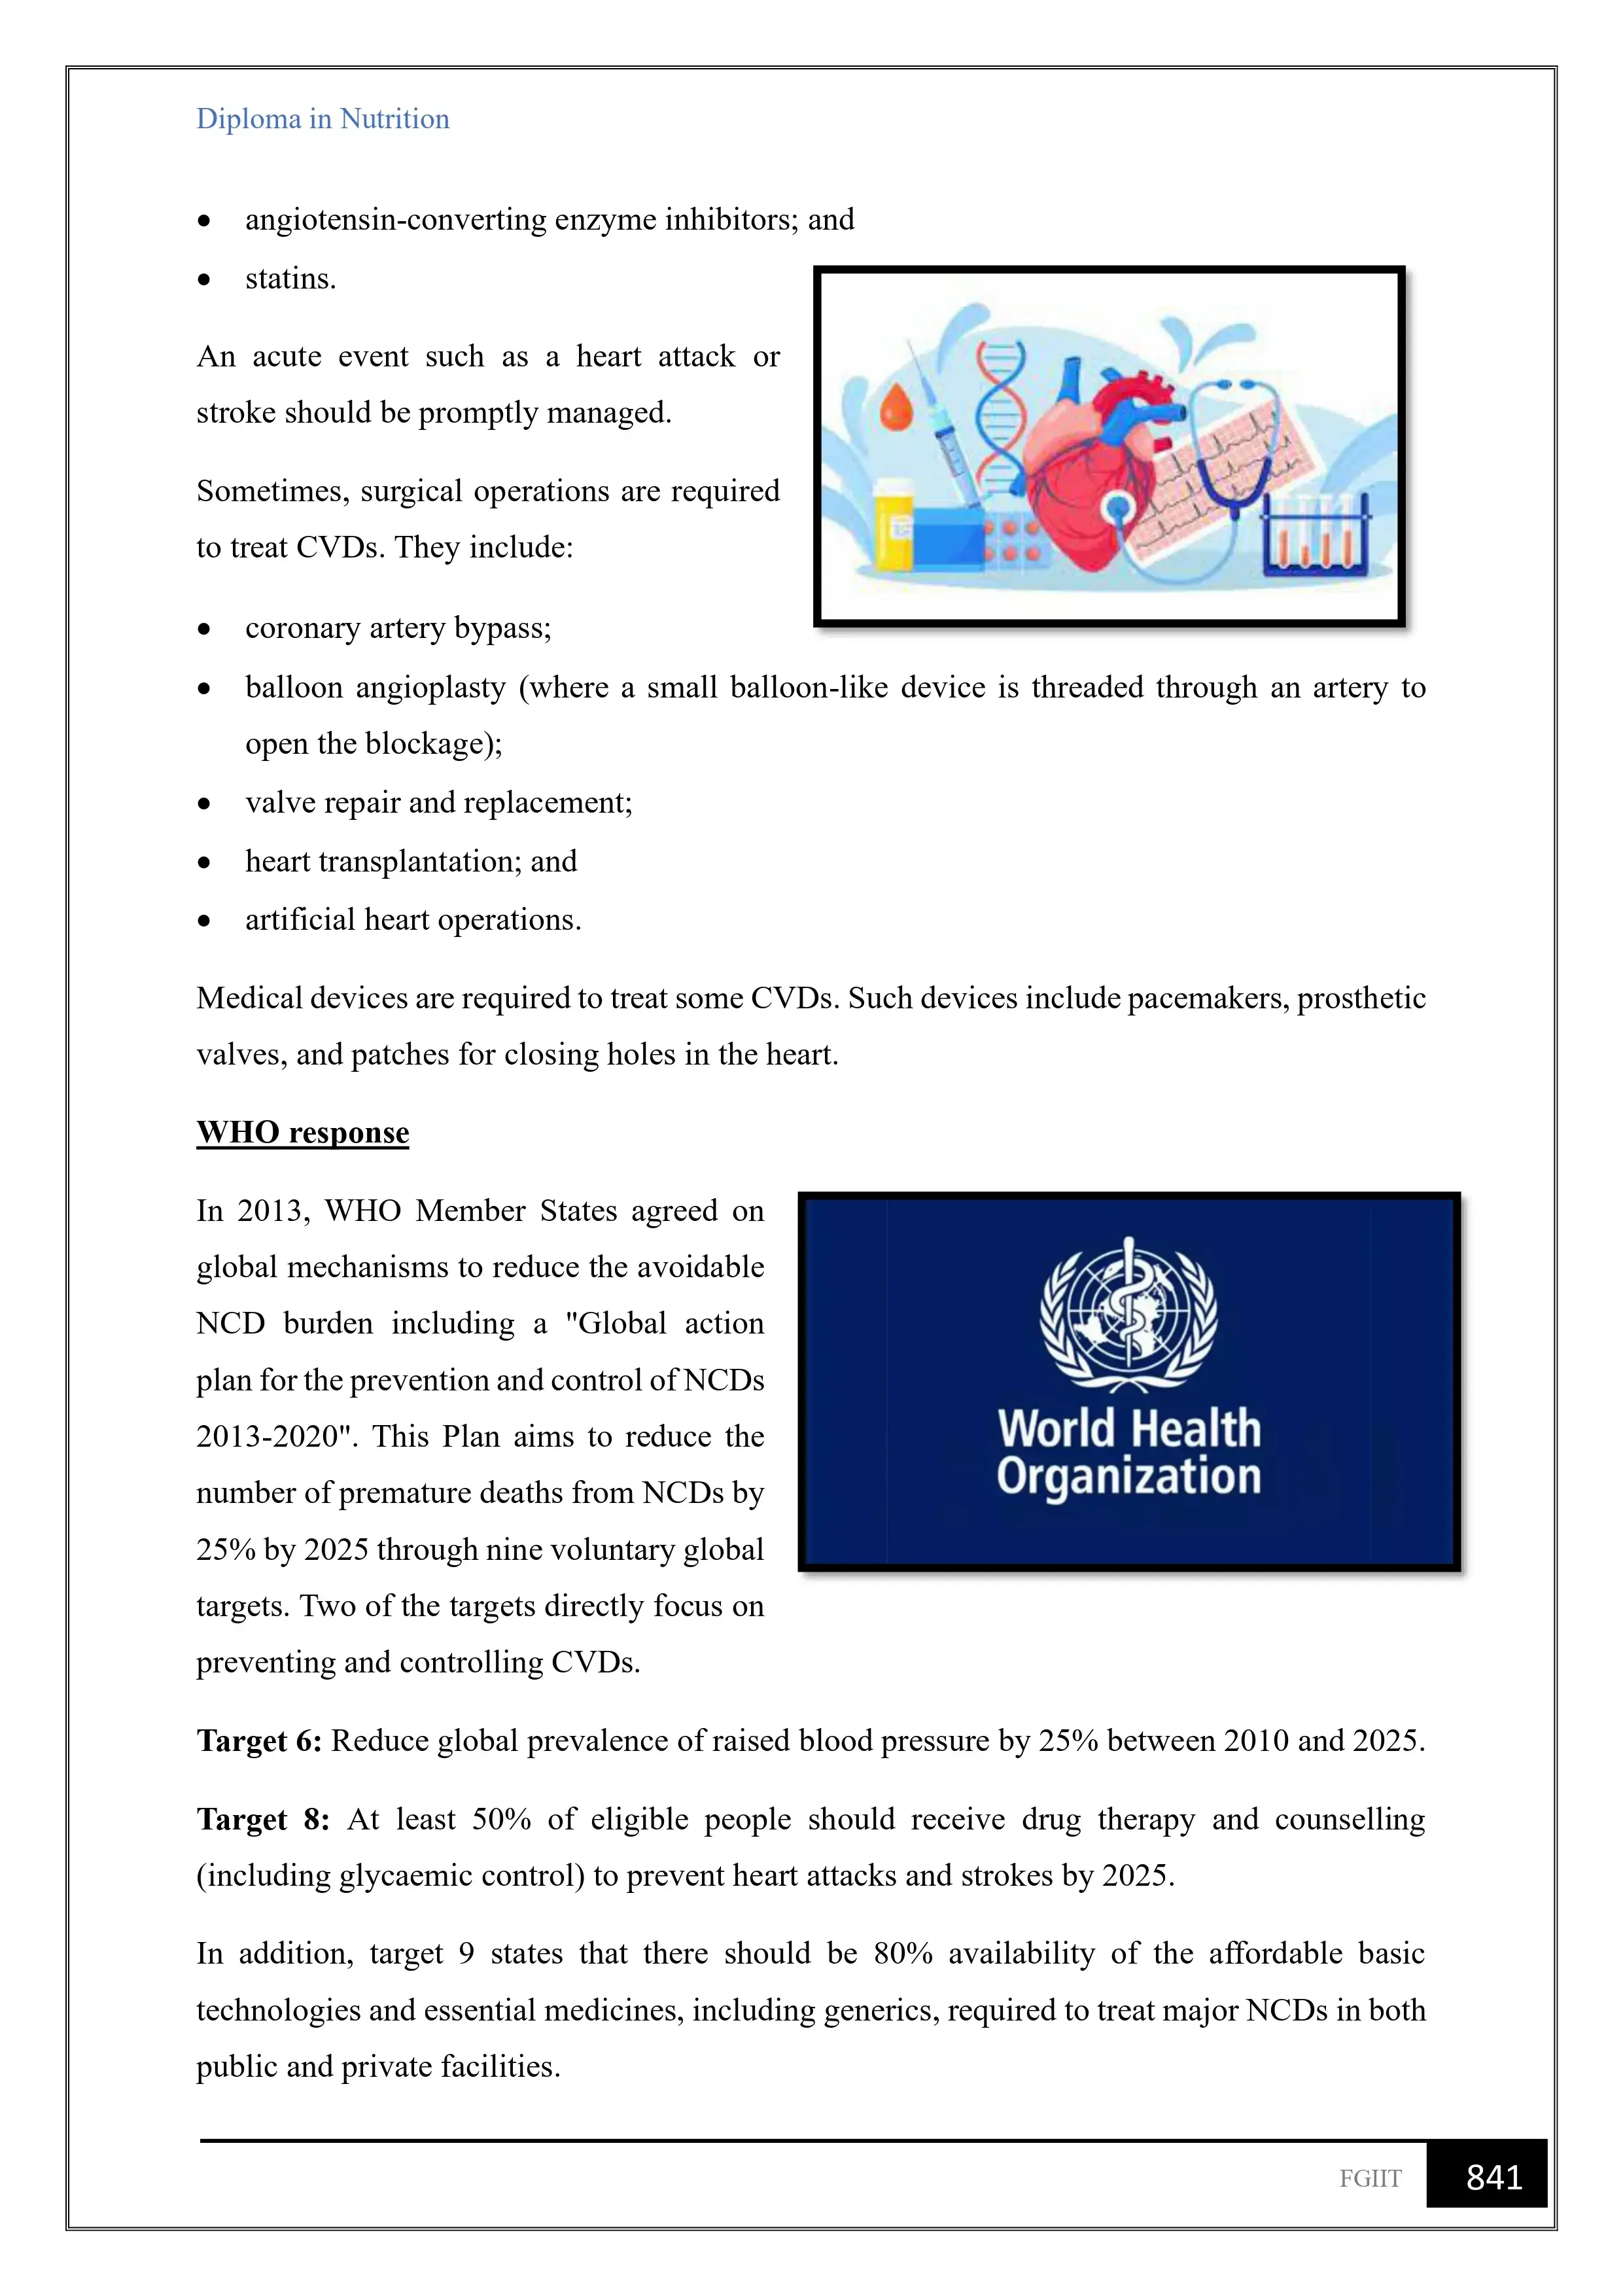 Diploma in Nutrition
• angiotensin-converting enzyme inhibitors; and
• statins.
An acute event such as a heart attack or
stroke should be promptly managed.
Sometimes, surgical operations are required
to treat CVDs. They include:
• coronary artery bypass;
• balloon angioplasty (where a small balloon-like device is threaded through an artery to
open the blockage);
• valve repair and replacement;
• heart transplantation; and
• artificial heart operations.
Medical devices are required to treat some CVDs. Such devices include pacemakers, prosthetic
valves, and patches for closing holes in the heart.
WHO response
In 2013, WHO Member States agreed on
global mechanisms to reduce the avoidable
NCD burden including a "Global action
plan for the prevention and control of NCDs
2013-2020". This Plan aims to reduce the
number of premature deaths from NCDs by
25% by 2025 through nine voluntary global
targets. Two of the targets directly focus on
preventing and controlling CVDs.
World Health
Organization
Target 6: Reduce global prevalence of raised blood pressure by 25% between 2010 and 2025.
Target 8: At least 50% of eligible people should receive drug therapy and counselling
(including glycaemic control) to prevent heart attacks and strokes by 2025.
In addition, target 9 states that there should be 80% availability of the affordable basic
technologies and essential medicines, including generics, required to treat major NCDs in both
public and private facilities.
FGIIT 841